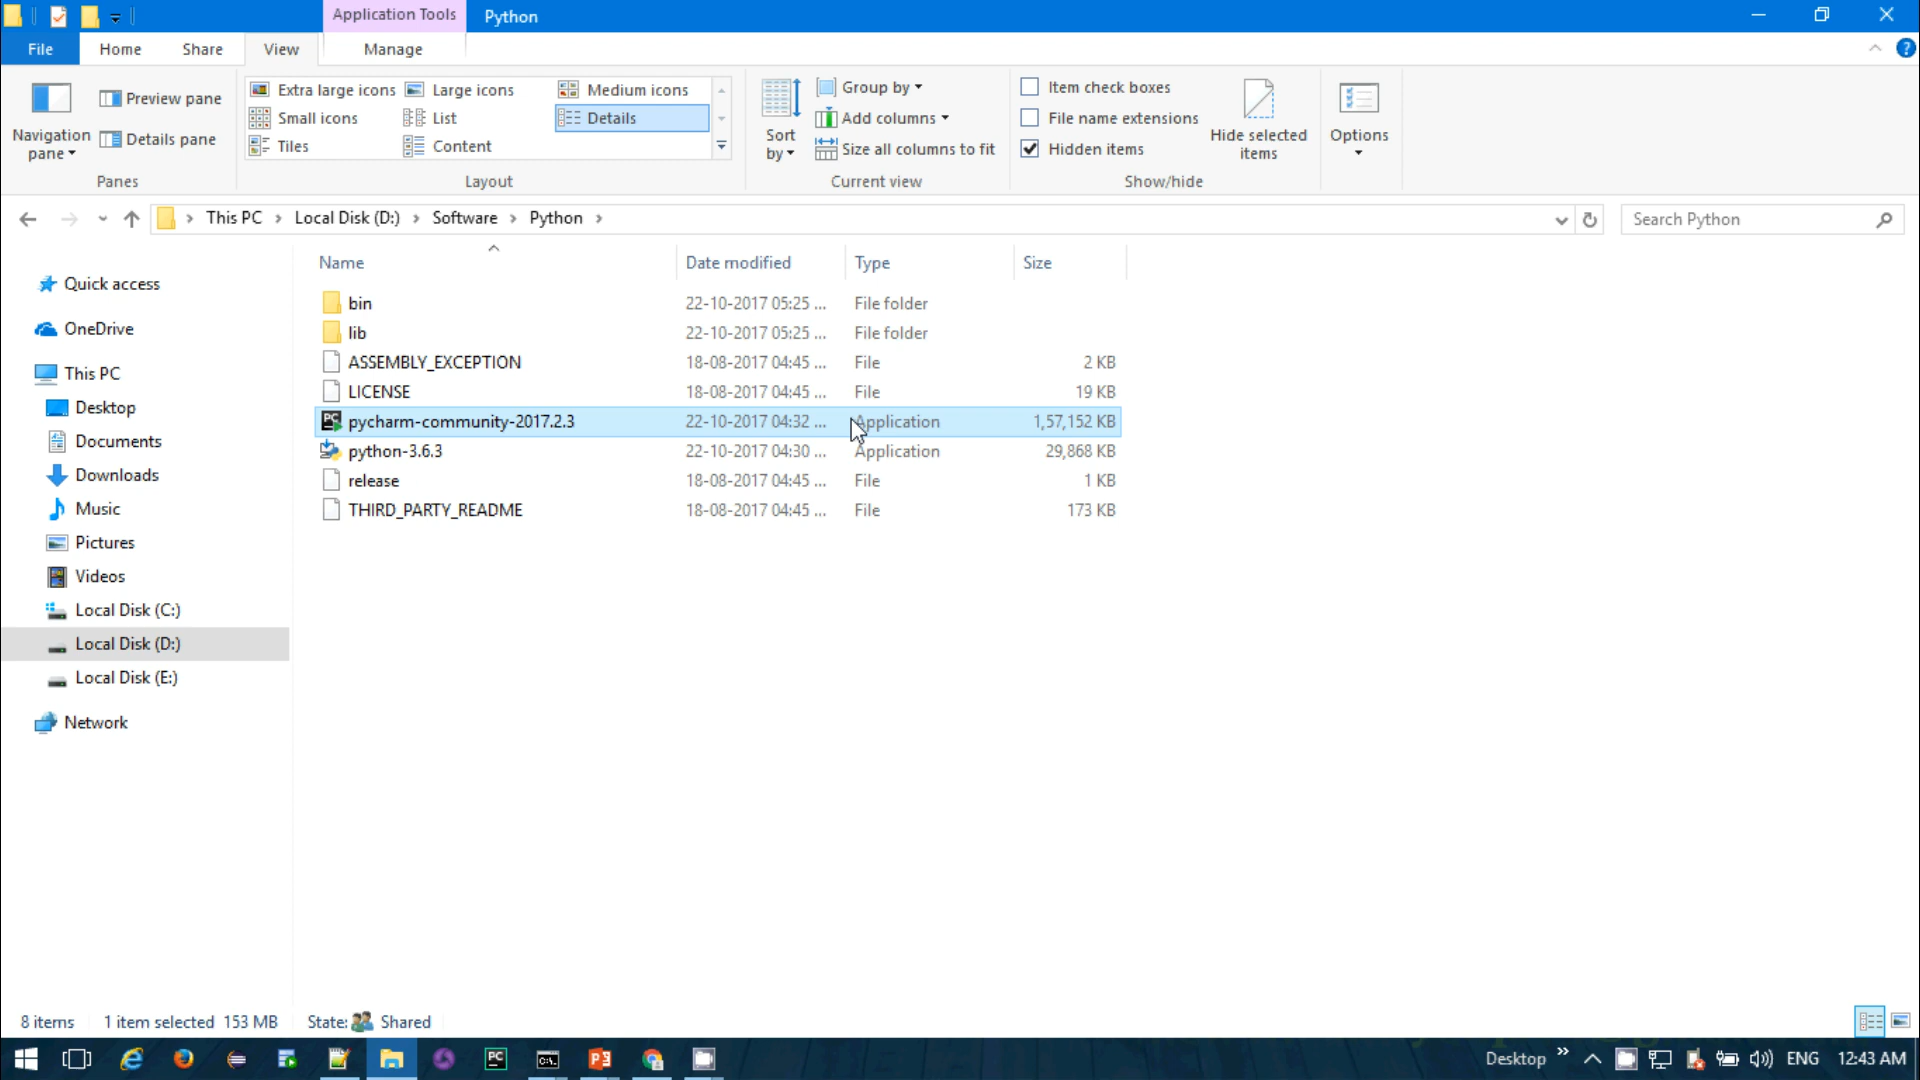 Application Tools Python
File Home Share View Manage
Extra large icons Large icons Medium icons
Small icons List Details
Tiles Content
Navigation pane
Preview pane
Details pane
Sort by
Group by
Add columns
Size all columns to fit
Item check boxes
File name extensions
Hidden items
Hide selected items
Options
Panes Layout Current view Show/hide
This PC Local Disk (D:) Software Python
Search Python
Name Date modified Type Size
bin 22-10-2017 05:25 ... File folder
lib 22-10-2017 05:25 ... File folder
ASSEMBLY_EXCEPTION 18-08-2017 04:45 ... File 2 KB
LICENSE 18-08-2017 04:45 ... File 19 KB
pycharm-community-2017.2.3 22-10-2017 04:32 ... Application 1,57,152 KB
python-3.6.3 22-10-2017 04:30 ... Application 29,868 KB
release 18-08-2017 04:45 ... File 1 KB
THIRD_PARTY_README 18-08-2017 04:45 ... File 173 KB
Quick access
OneDrive
This PC
Desktop
Documents
Downloads
Music
Pictures
Videos
Local Disk (C:)
Local Disk (D:)
Local Disk (E:)
Network
8 items 1 item selected 153 MB State: Shared
Desktop ENG 12:43 AM